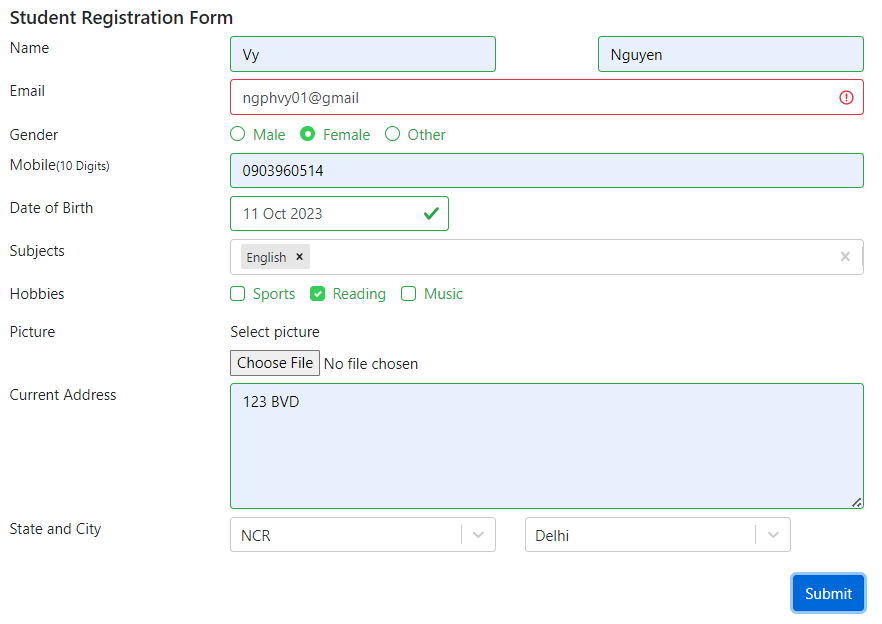 Student Registration Form
Name Vy Nguyen
Email ngphvy01@gmail
Gender Male Female Other
Mobile(10 Digits) 0903960514
Date of Birth 11 Oct 2023
Subjects English ×
Hobbies Sports Reading Music
Picture Select picture
Choose File No file chosen
Current Address 123 BVD
State and City NCR Delhi
Submit